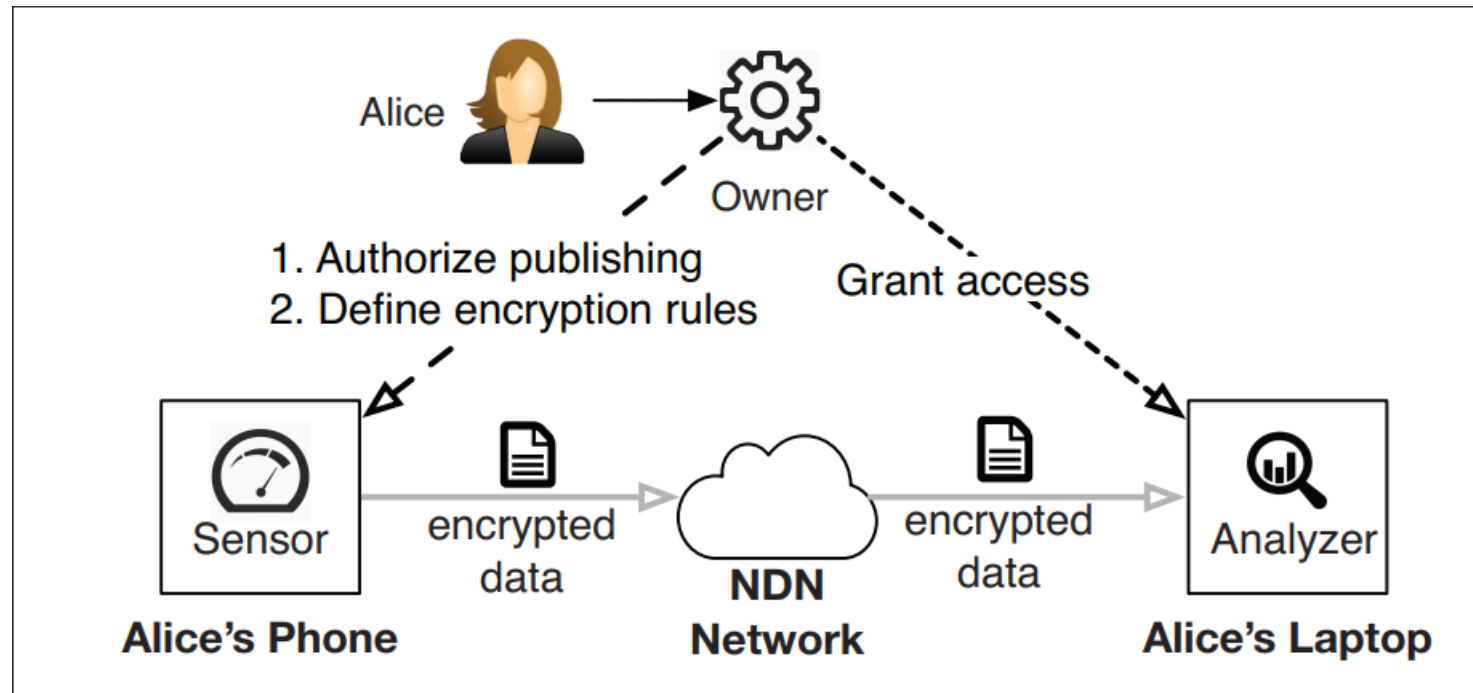 Alice
Owner
1. Authorize publishing
2. Define encryption rules
Grant access
Sensor
encrypted
data
NDN
Network
encrypted
data
Analyzer
Alice's Phone
Alice's Laptop